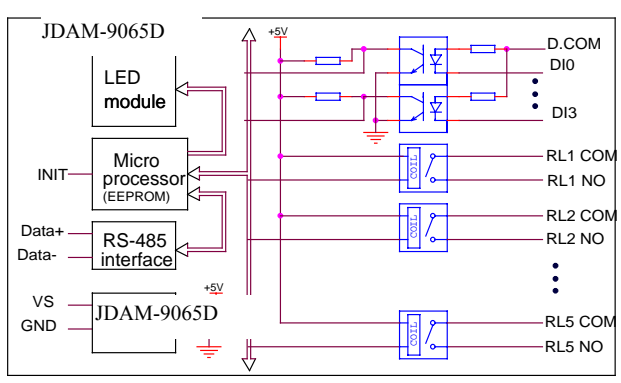 JDAM-9065D
+5V
D.COM
DI0
DI3
LED
module
INIT
Micro
processor
(EEPROM)
COIL
RL1 COM
RL1 NO
Data+
Data-
RS-485
interface
COIL
RL2 COM
RL2 NO
VS
GND
JDAM-9065D
+5V
COIL
RL5 COM
RL5 NO